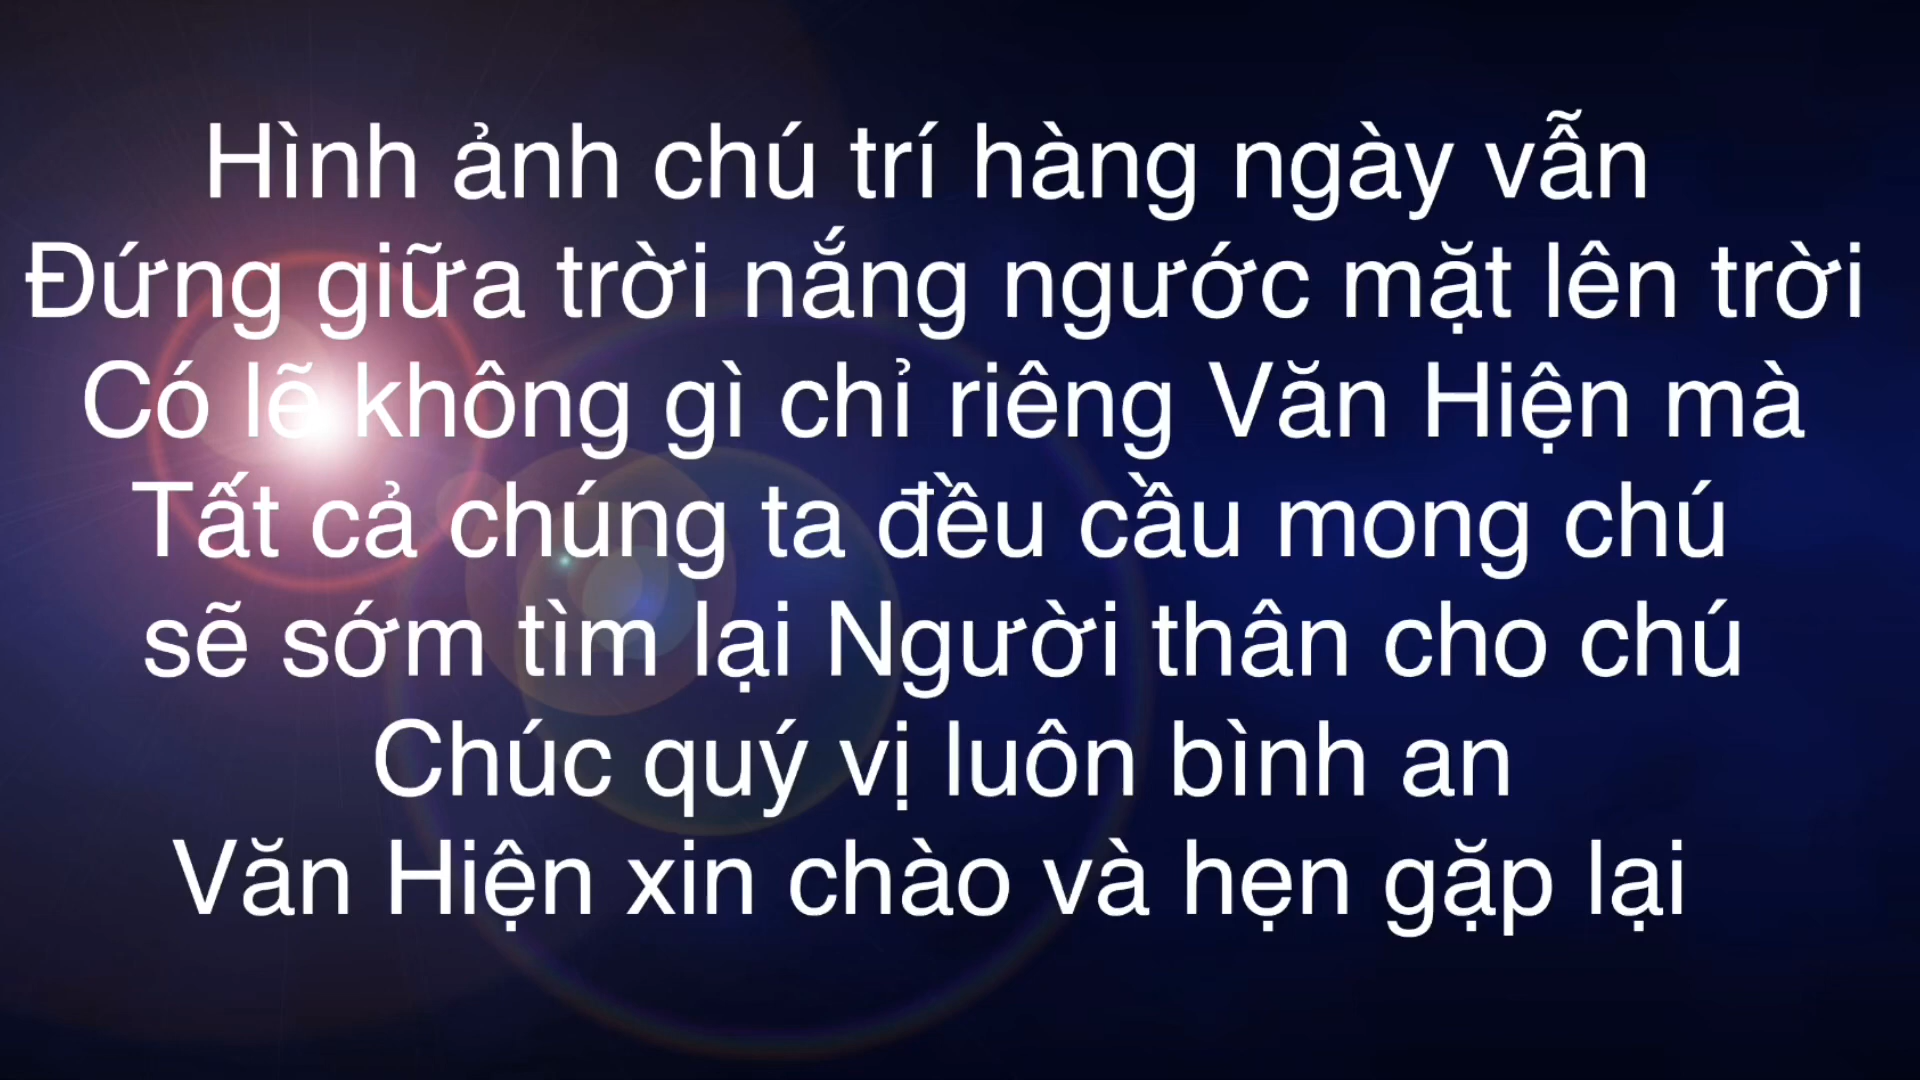 Hình ảnh chú trí hàng ngày vẫn
Đứng giữa trời nắng ngước mặt lên trời
Có lẽ không gì chỉ riêng Văn Hiện mà
Tất cả chúng ta đều cầu mong chú
sẽ sớm tìm lại Người thân cho chú
Chúc quý vị luôn bình an
Văn Hiện xin chào và hẹn gặp lại